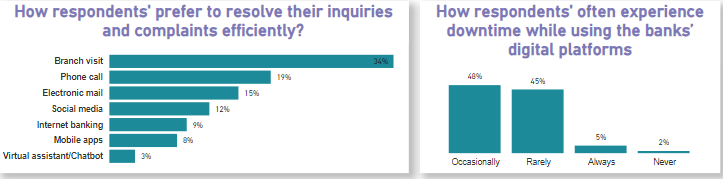 How respondents' prefer to resolve their inquiries
and complaints efficiently?
Branch visit 34%
Phone call 19%
Electronic mail 15%
Social media 12%
Internet banking 9%
Mobile apps 8%
Virtual assistant/Chatbot 3%
How respondents' often experience
downtime while using the banks'
digital platforms
48% 45% 5% 2%
Occasionally Rarely Always Never